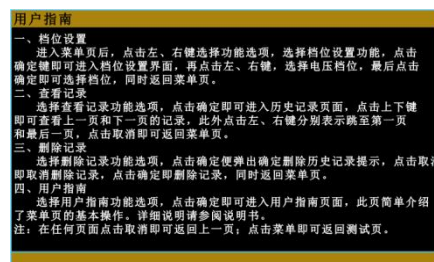 用户指南
一、档位设置
进入菜单页后，点击左、右键选择功能选项，选择档位设置功能，点击
确定键即可进入档位设置界面，再点击左、右键，选择电压档位，最后点击
确定即可选择档位，同时返回菜单页。
二、查看记录
选择查看记录功能选项，点击确定即可进入历史记录页面，点击上下键
即可查看上一页和下一页的记录，此外点击左、右键分别表示跳至第一页
和最后一页，点击取消即可返回菜单页。
三、删除记录
选择删除记录功能选项，点击确定便弹出确定删除历史记录提示，点击取消
即取消删除记录，点击确定即删除记录，同时返回菜单页。
四、用户指南
选择用户指南功能选项，点击确定即可进入用户指南页面，此页简单介绍
了菜单页的基本操作。详细说明请参阅说明书。
注：在任何页面点击取消即可返回上一页；点击菜单即可返回测试页。